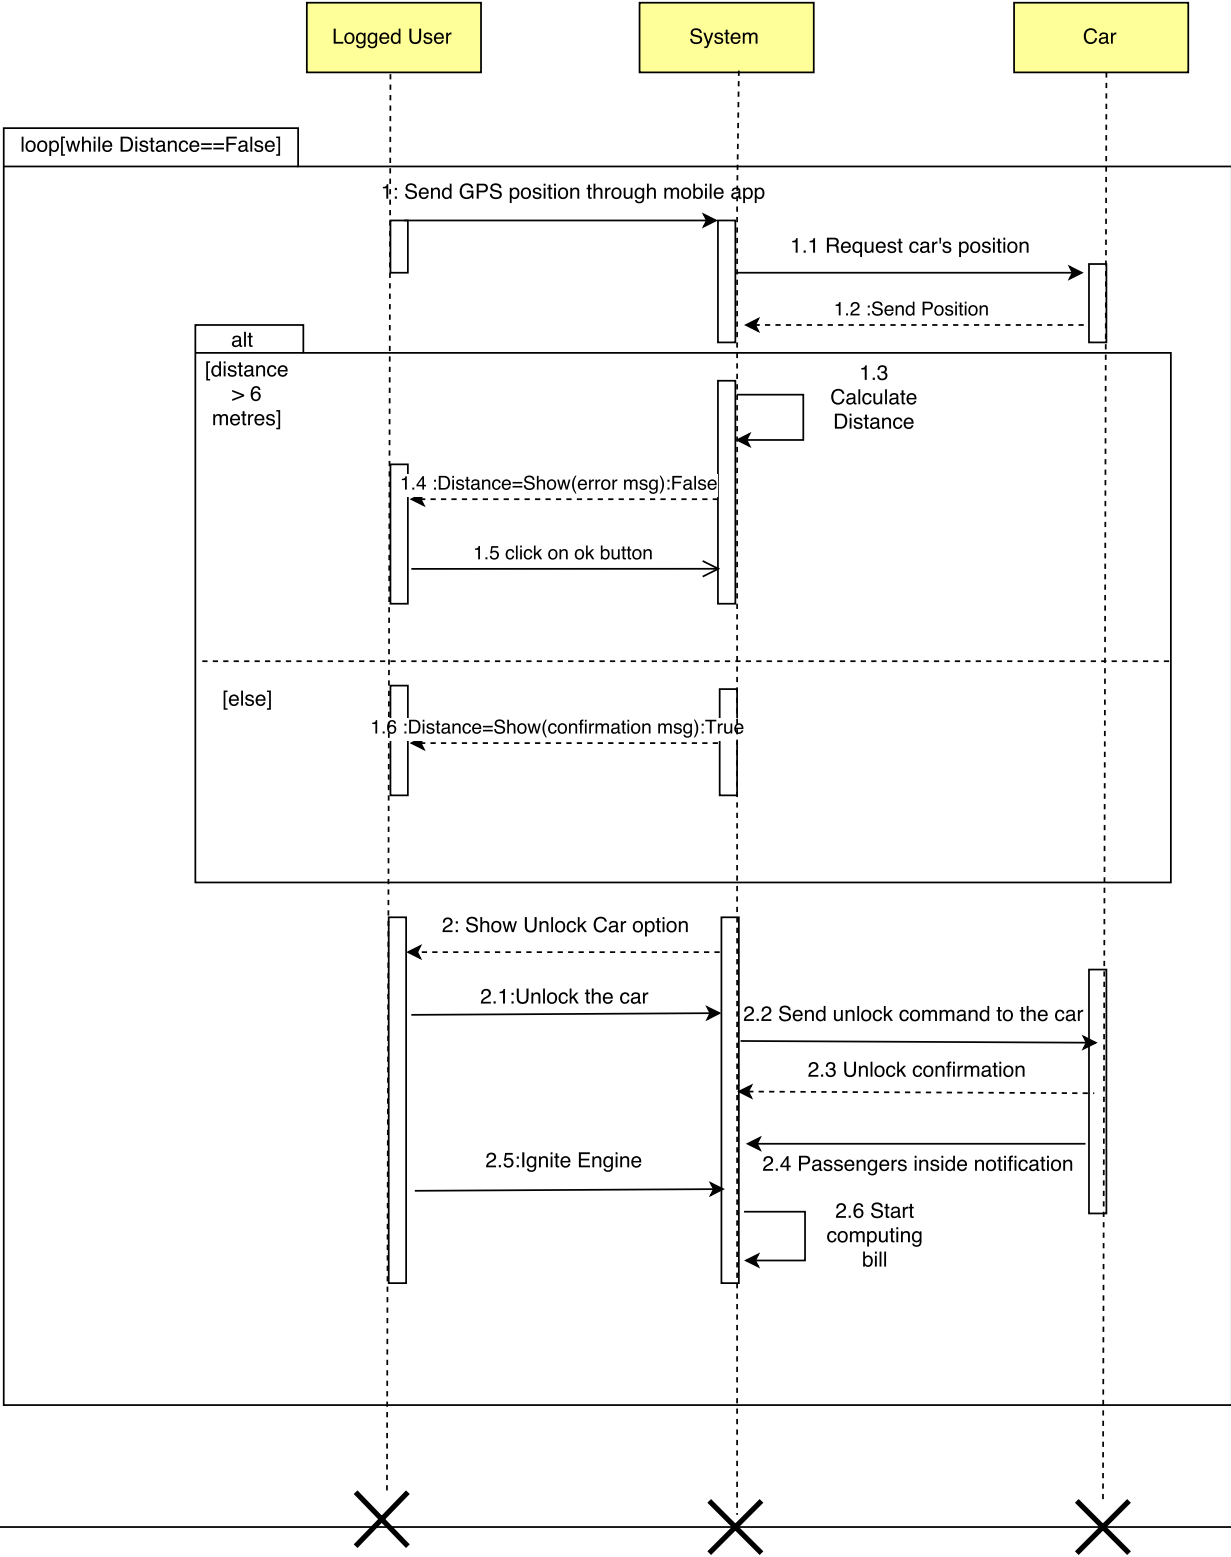 Logged User
System
Car
loop[while Distance==False]
1: Send GPS position through mobile app
1.1 Request car's position
1.2 :Send Position
alt
[distance
> 6
metres]
1.3
Calculate
Distance
1.4 :Distance=Show(error msg):False
1.5 click on ok button
[else]
1.6 :Distance=Show(confirmation msg):True
2: Show Unlock Car option
2.1:Unlock the car
2.2 Send unlock command to the car
2.3 Unlock confirmation
2.4 Passengers inside notification
2.5:Ignite Engine
2.6 Start
computing
bill